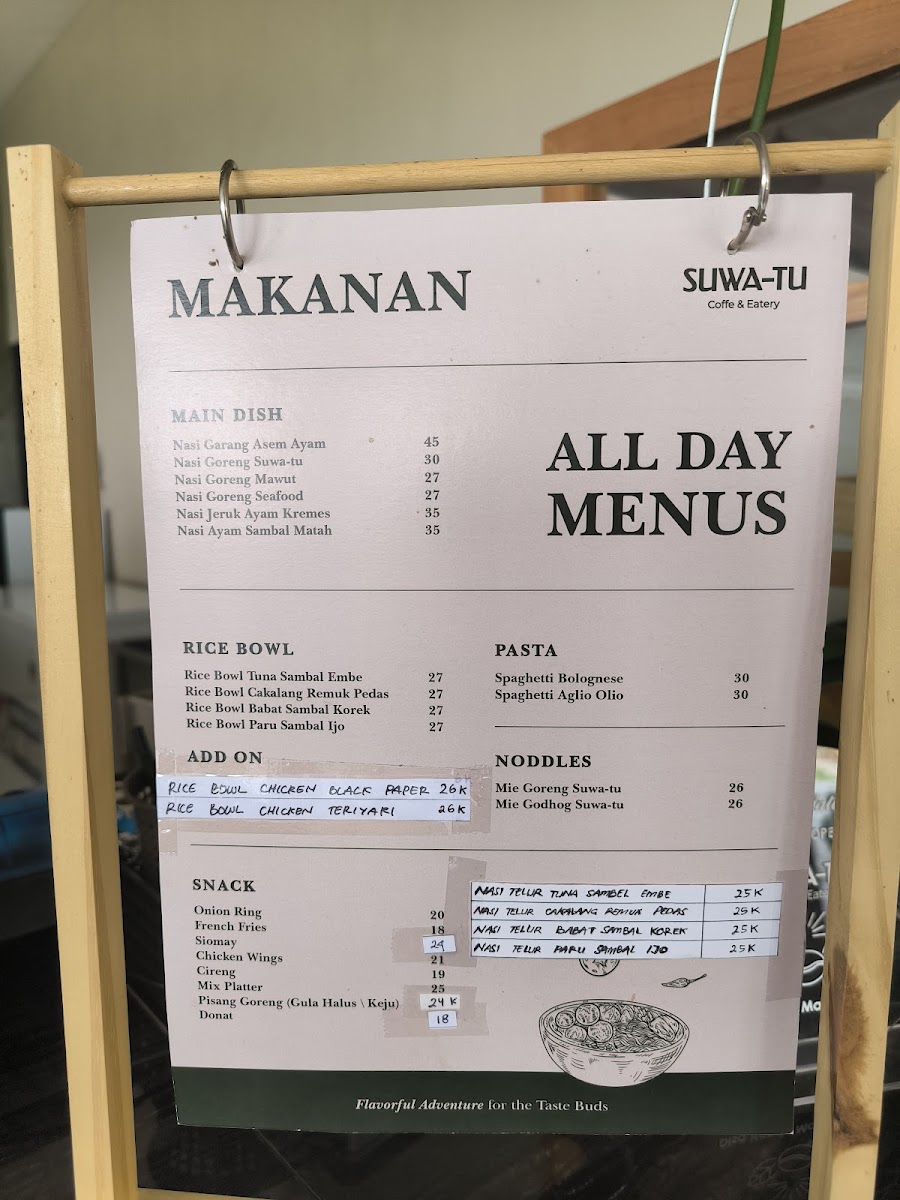 MAKANAN
SUWA-TU
Coffe & Eatery
MAIN DISH
Nasi Garang Asem Ayam 45
Nasi Goreng Suwa-tu 30
Nasi Goreng Mawut 27
Nasi Goreng Seafood 27
Nasi Jeruk Ayam Kremes 35
Nasi Ayam Sambal Matah 35
ALL DAY
MENUS
RICE BOWL
Rice Bowl Tuna Sambal Embe 27
Rice Bowl Cakalang Remuk Pedas 27
Rice Bowl Babat Sambal Korek 27
Rice Bowl Paru Sambal Ijo 27
ADD ON
RICE BOWL CHICKEN BLACK PAPER 26K
RICE BOWL CHICKEN TERIYAKI 26K
PASTA
Spaghetti Bolognese 30
Spaghetti Aglio Olio 30
NODDLES
Mie Goreng Suwa-tu 26
Mie Godhog Suwa-tu 26
SNACK
Onion Ring 20
French Fries 18
Siomay 24
Chicken Wings 21
Cireng 19
Mix Platter 25
Pisang Goreng (Gula Halus \ Keju) 24 K
Donat 18
NASI TELUR TUNA SAMBEL EMBE 25 K
NASI TELUR CAKALANG REMUK PEDAS 25 K
NASI TELUR BABAT SAMBAL KOREK 25 K
NASI TELUR PARU SAMBAL IJO 25 K
Flavorful Adventure for the Taste Buds